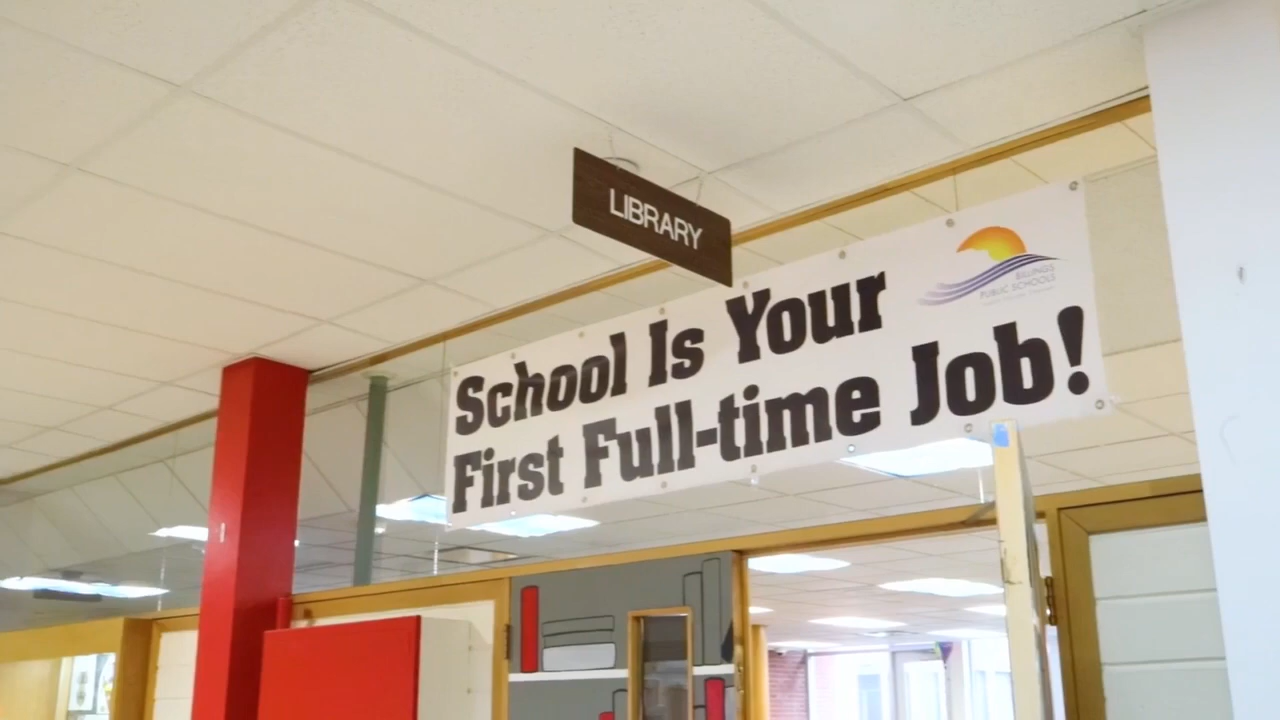 LIBRARY
School Is Your
First Full-time Job!
BILLINGS
PUBLIC SCHOOLS